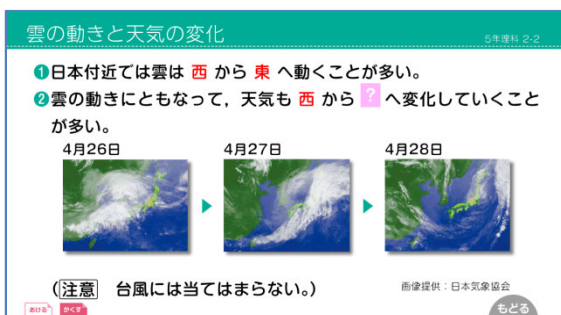 雲の動きと天気の変化
5年理科 2-2
❶日本付近では雲は 西 から 東 へ動くことが多い。
❷雲の動きにともなって，天気も 西 から ? へ変化していくこと
が多い。
4月26日 4月27日 4月28日
(注意 台風には当てはまらない。)
画像提供：日本気象協会
あける かくす
もどる